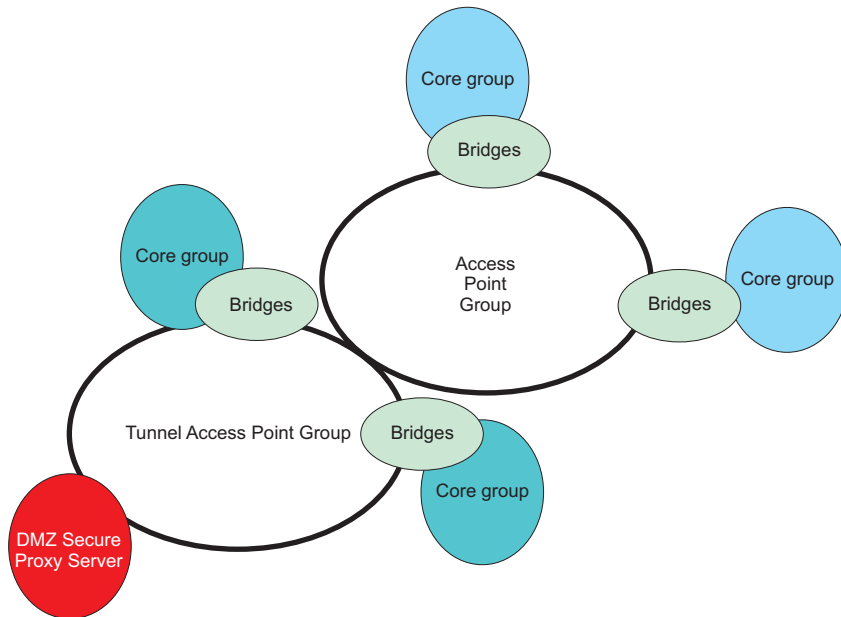 Core group
Bridges
Core group
Bridges
Access
Point
Group
Bridges
Core group
Tunnel Access Point Group
Bridges
Core group
DMZ Secure
Proxy Server